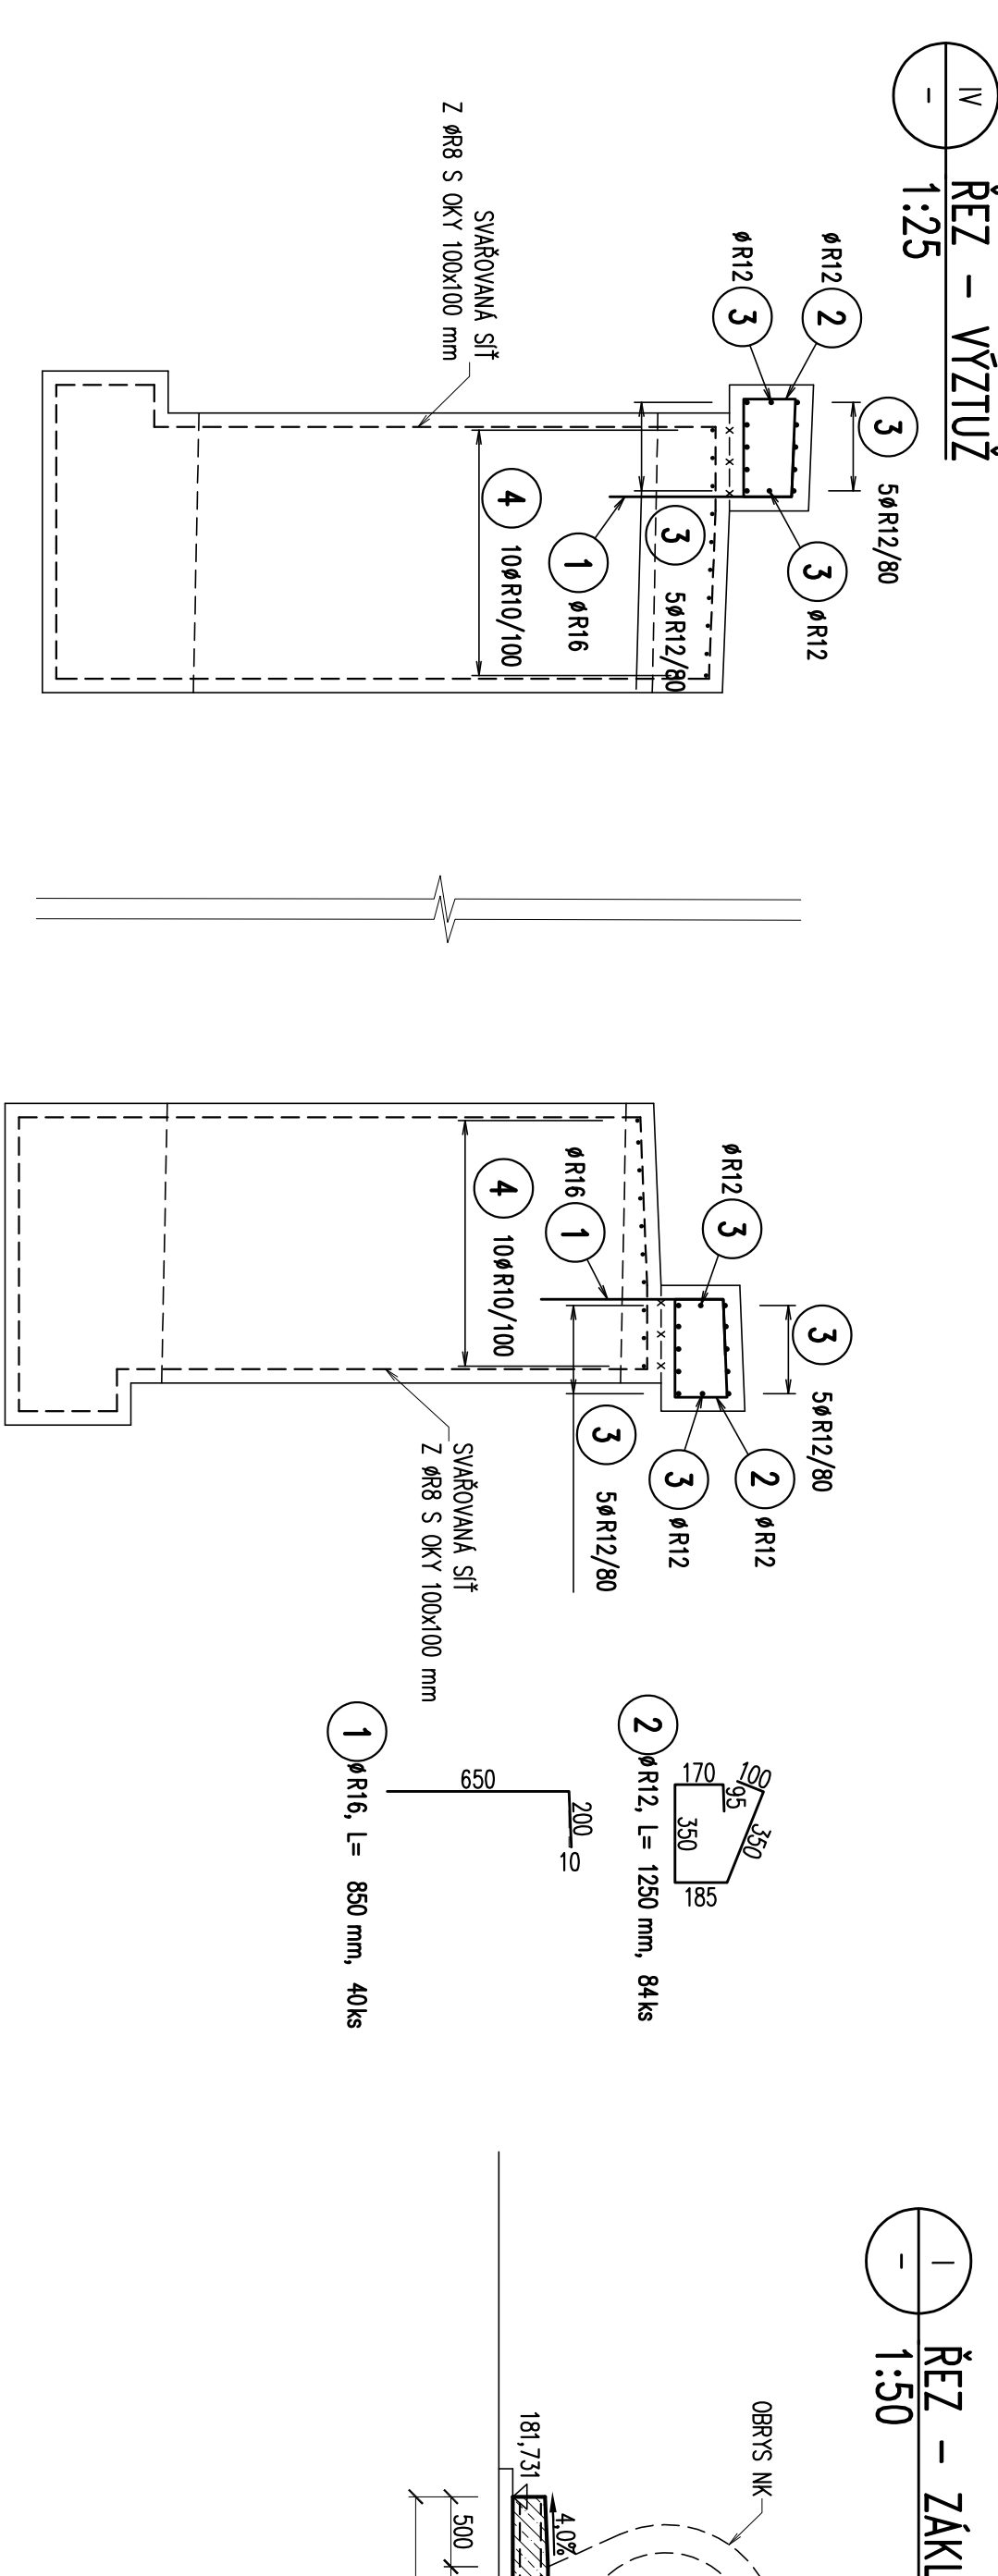 IV
-
ŘEZ - VÝZTUŽ
1:25
3 5øR12/80
øR12 2
øR12 3
3 øR12
SVAŘOVANÁ SÍŤ
Z øR8 S OKY 100x100 mm
3 5øR12/80
1 øR16
4 10øR10/100
3 5øR12/80
øR12 3
2 øR12
3 øR12
øR16 1
3 5øR12/80
4 10øR10/100
SVAŘOVANÁ SÍŤ
Z øR8 S OKY 100x100 mm
100
95
350
170
350
185
2 øR12, L= 1250 mm, 84ks
200
10
650
1 øR16, L= 850 mm, 40ks
I
-
ŘEZ - ZÁKL
1:50
OBRYS NK
181,731
4.0%
500